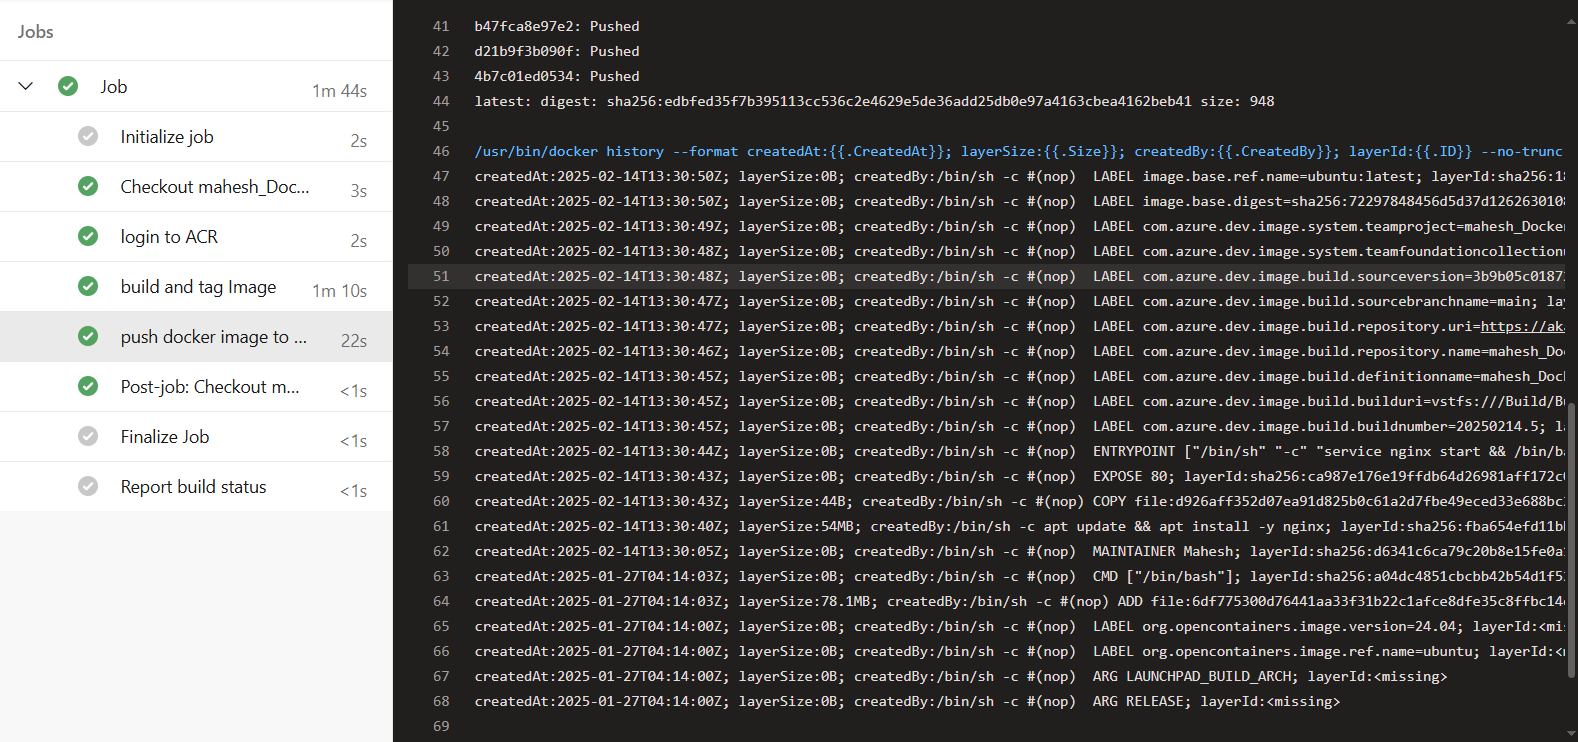 Jobs
Job 1m 44s
Initialize job 2s
Checkout mahesh_Doc... 3s
login to ACR 2s
build and tag Image 1m 10s
push docker image to ... 22s
Post-job: Checkout m... <1s
Finalize Job <1s
Report build status <1s
41 b47fca8e97e2: Pushed
42 d21b9f3b090f: Pushed
43 4b7c01ed0534: Pushed
44 latest: digest: sha256:edbfed35f7b395113cc536c2e4629e5de36add25db0e97a4163cbea4162beb41 size: 948
45
46 /usr/bin/docker history --format createdAt:{{.CreatedAt}}; layerSize:{{.Size}}; createdBy:{{.CreatedBy}}; layerId:{{.ID}} --no-trunc
47 createdAt:2025-02-14T13:30:50Z; layerSize:0B; createdBy:/bin/sh -c #(nop)  LABEL image.base.ref.name=ubuntu:latest; layerId:sha256:18
48 createdAt:2025-02-14T13:30:50Z; layerSize:0B; createdBy:/bin/sh -c #(nop)  LABEL image.base.digest=sha256:72297848456d5d37d1262630108
49 createdAt:2025-02-14T13:30:49Z; layerSize:0B; createdBy:/bin/sh -c #(nop)  LABEL com.azure.dev.image.system.teamproject=mahesh_Docker
50 createdAt:2025-02-14T13:30:48Z; layerSize:0B; createdBy:/bin/sh -c #(nop)  LABEL com.azure.dev.image.system.teamfoundationcollection
51 createdAt:2025-02-14T13:30:48Z; layerSize:0B; createdBy:/bin/sh -c #(nop)  LABEL com.azure.dev.image.build.sourceversion=3b9b05c0187
52 createdAt:2025-02-14T13:30:47Z; layerSize:0B; createdBy:/bin/sh -c #(nop)  LABEL com.azure.dev.image.build.sourcebranchname=main; lay
53 createdAt:2025-02-14T13:30:47Z; layerSize:0B; createdBy:/bin/sh -c #(nop)  LABEL com.azure.dev.image.build.repository.uri=https://ak
54 createdAt:2025-02-14T13:30:46Z; layerSize:0B; createdBy:/bin/sh -c #(nop)  LABEL com.azure.dev.image.build.repository.name=mahesh_Do
55 createdAt:2025-02-14T13:30:45Z; layerSize:0B; createdBy:/bin/sh -c #(nop)  LABEL com.azure.dev.image.build.definitionname=mahesh_Doc
56 createdAt:2025-02-14T13:30:45Z; layerSize:0B; createdBy:/bin/sh -c #(nop)  LABEL com.azure.dev.image.build.builduri=vstfs:///Build/Bu
57 createdAt:2025-02-14T13:30:45Z; layerSize:0B; createdBy:/bin/sh -c #(nop)  LABEL com.azure.dev.image.build.buildnumber=20250214.5; l
58 createdAt:2025-02-14T13:30:44Z; layerSize:0B; createdBy:/bin/sh -c #(nop)  ENTRYPOINT ["/bin/sh" "-c" "service nginx start && /bin/ba
59 createdAt:2025-02-14T13:30:43Z; layerSize:0B; createdBy:/bin/sh -c #(nop)  EXPOSE 80; layerId:sha256:ca987e176e19ffdb64d26981aff172c
60 createdAt:2025-02-14T13:30:43Z; layerSize:44B; createdBy:/bin/sh -c #(nop) COPY file:d926aff352d07ea91d825b0c61a2d7fbe49eced33e688bc
61 createdAt:2025-02-14T13:30:40Z; layerSize:54MB; createdBy:/bin/sh -c apt update && apt install -y nginx; layerId:sha256:fba654efd11b
62 createdAt:2025-02-14T13:30:05Z; layerSize:0B; createdBy:/bin/sh -c #(nop)  MAINTAINER Mahesh; layerId:sha256:d6341c6ca79c20b8e15fe0a
63 createdAt:2025-01-27T04:14:03Z; layerSize:0B; createdBy:/bin/sh -c #(nop)  CMD ["/bin/bash"]; layerId:sha256:a04dc4851cbcbb42b54d1f5
64 createdAt:2025-01-27T04:14:03Z; layerSize:78.1MB; createdBy:/bin/sh -c #(nop) ADD file:6df775300d76441aa33f31b22c1afce8dfe35c8ffbc14
65 createdAt:2025-01-27T04:14:00Z; layerSize:0B; createdBy:/bin/sh -c #(nop)  LABEL org.opencontainers.image.version=24.04; layerId:<mi
66 createdAt:2025-01-27T04:14:00Z; layerSize:0B; createdBy:/bin/sh -c #(nop)  LABEL org.opencontainers.image.ref.name=ubuntu; layerId:<
67 createdAt:2025-01-27T04:14:00Z; layerSize:0B; createdBy:/bin/sh -c #(nop)  ARG LAUNCHPAD_BUILD_ARCH; layerId:<missing>
68 createdAt:2025-01-27T04:14:00Z; layerSize:0B; createdBy:/bin/sh -c #(nop)  ARG RELEASE; layerId:<missing>
69